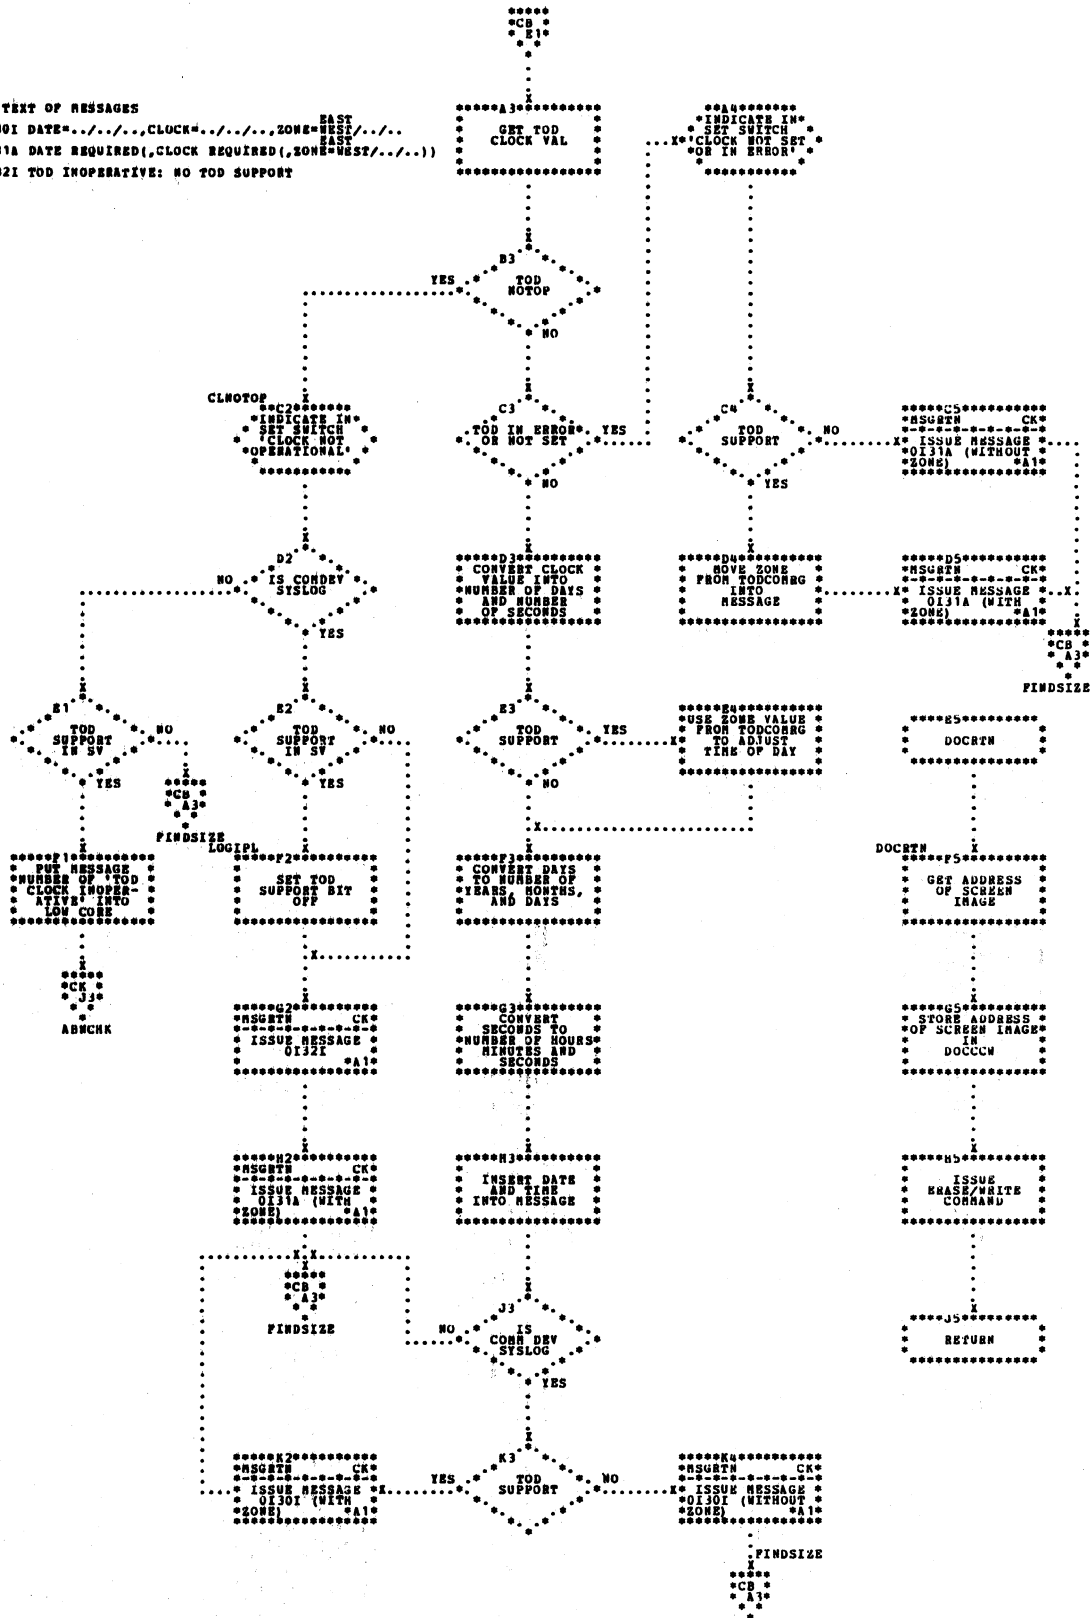 CB
E1
TEXT OF MESSAGES
EAST
0I DATE=../../..,CLOCK=../../..,ZONE=WEST/../..
EAST
1A DATE REQUIRED(,CLOCK REQUIRED(,ZONE=WEST/../..))
2I TOD INOPERATIVE: NO TOD SUPPORT
A3
GET TOD
CLOCK VAL
A4
INDICATE IN
SET SWITCH
'CLOCK NOT SET
OR IN ERROR'
B3
TOD
NOTOP
YES
NO
CLNOTOP
C2
INDICATE IN
SET SWITCH
'CLOCK NOT
OPERATIONAL'
C3
TOD IN ERROR
OR NOT SET
YES
NO
C4
TOD
SUPPORT
NO
YES
C5
MSGRTN CK
ISSUE MESSAGE
0I31A (WITHOUT
ZONE) A1
D2
IS COMDEV
SYSLOG
NO
YES
D3
CONVERT CLOCK
VALUE INTO
NUMBER OF DAYS
AND NUMBER
OF SECONDS
D4
MOVE ZONE
FROM TODCOMRG
INTO
MESSAGE
D5
MSGRTN CK
ISSUE MESSAGE
0I31A (WITH
ZONE) A1
CB
A3
FINDSIZE
E1
TOD
SUPPORT
IN SV
NO
YES
CB
A3
FINDSIZE
E2
TOD
SUPPORT
IN SV
NO
YES
E3
TOD
SUPPORT
YES
NO
E4
USE ZONE VALUE
FROM TODCOMRG
TO ADJUST
TIME OF DAY
E5
DOCRTN
F1
PUT MESSAGE
NUMBER OF 'TOD
CLOCK INOPER-
ATIVE' INTO
LOW CORE
LOGIPL
F2
SET TOD
SUPPORT BIT
OFF
F3
CONVERT DAYS
TO NUMBER OF
YEARS, MONTHS,
AND DAYS
DOCRTN
F5
GET ADDRESS
OF SCREEN
IMAGE
CK
J3
ABNCHK
G2
MSGRTN CK
ISSUE MESSAGE
0I32I
A1
G3
CONVERT
SECONDS TO
NUMBER OF HOURS
MINUTES AND
SECONDS
G5
STORE ADDRESS
OF SCREEN IMAGE
IN
DOCCCW
H2
MSGRTN CK
ISSUE MESSAGE
0I31A (WITH
ZONE) A1
H3
INSERT DATE
AND TIME
INTO MESSAGE
H5
ISSUE
ERASE/WRITE
COMMAND
CB
A3
FINDSIZE
J3
IS
COMM DEV
SYSLOG
NO
YES
J5
RETURN
K2
MSGRTN CK
ISSUE MESSAGE
0I30I (WITH
ZONE) A1
K3
TOD
SUPPORT
YES
NO
K4
MSGRTN CK
ISSUE MESSAGE
0I30I (WITHOUT
ZONE) A1
FINDSIZE
CB
A3